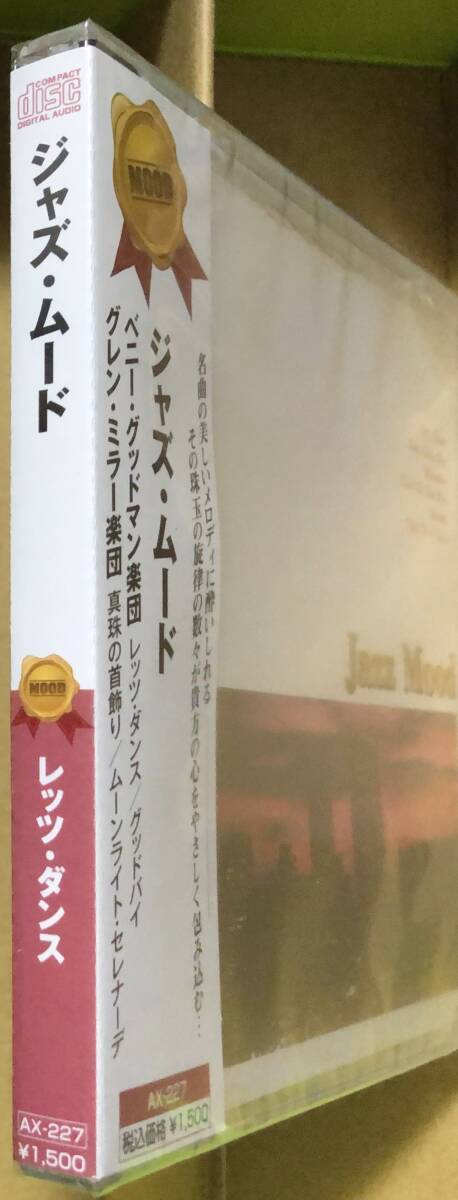 COMPACT
disc
DIGITAL AUDIO
ジャズ・ムード
MOOD
レッツ・ダンス
AX-227
¥1,500
MOOD
名曲の美しいメロディに酔いしれる
その珠玉の旋律の数々が貴方の心をやさしく包み込む…
ジャズ・ムード
ベニー・グッドマン楽団 レッツ・ダンス/グッドバイ
グレン・ミラー楽団 真珠の首飾り/ムーンライト・セレナーデ
AX-227
税込価格 ¥1,500
Jazz Mood